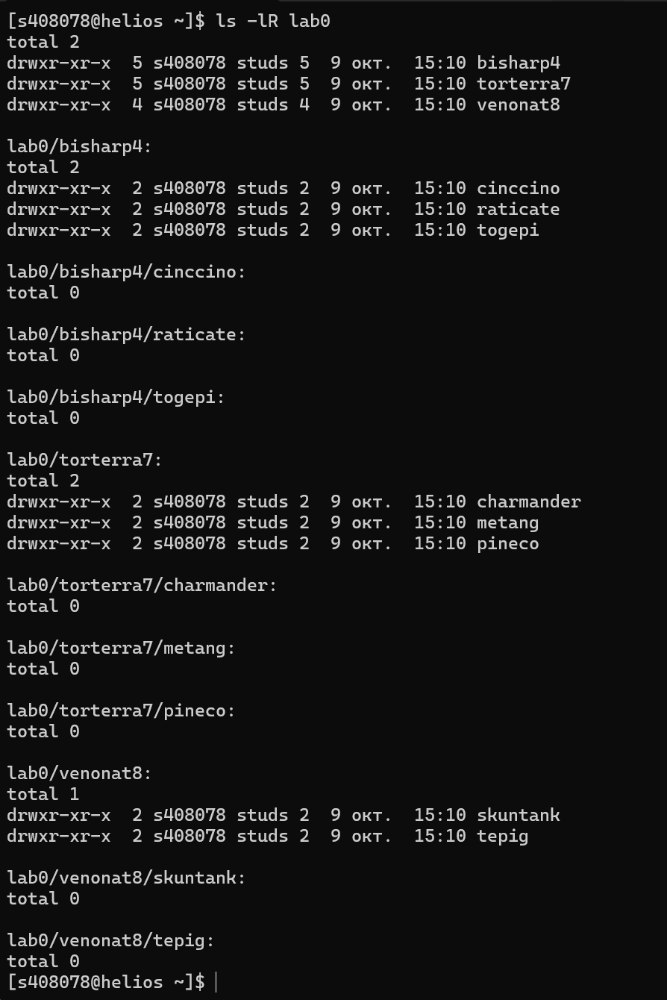 [s408078@helios ~]$ ls -lR lab0
total 2
drwxr-xr-x  5 s408078 studs 5  9 окт.  15:10 bisharp4
drwxr-xr-x  5 s408078 studs 5  9 окт.  15:10 torterra7
drwxr-xr-x  4 s408078 studs 4  9 окт.  15:10 venonat8

lab0/bisharp4:
total 2
drwxr-xr-x  2 s408078 studs 2  9 окт.  15:10 cinccino
drwxr-xr-x  2 s408078 studs 2  9 окт.  15:10 raticate
drwxr-xr-x  2 s408078 studs 2  9 окт.  15:10 togepi

lab0/bisharp4/cinccino:
total 0

lab0/bisharp4/raticate:
total 0

lab0/bisharp4/togepi:
total 0

lab0/torterra7:
total 2
drwxr-xr-x  2 s408078 studs 2  9 окт.  15:10 charmander
drwxr-xr-x  2 s408078 studs 2  9 окт.  15:10 metang
drwxr-xr-x  2 s408078 studs 2  9 окт.  15:10 pineco

lab0/torterra7/charmander:
total 0

lab0/torterra7/metang:
total 0

lab0/torterra7/pineco:
total 0

lab0/venonat8:
total 1
drwxr-xr-x  2 s408078 studs 2  9 окт.  15:10 skuntank
drwxr-xr-x  2 s408078 studs 2  9 окт.  15:10 tepig

lab0/venonat8/skuntank:
total 0

lab0/venonat8/tepig:
total 0
[s408078@helios ~]$